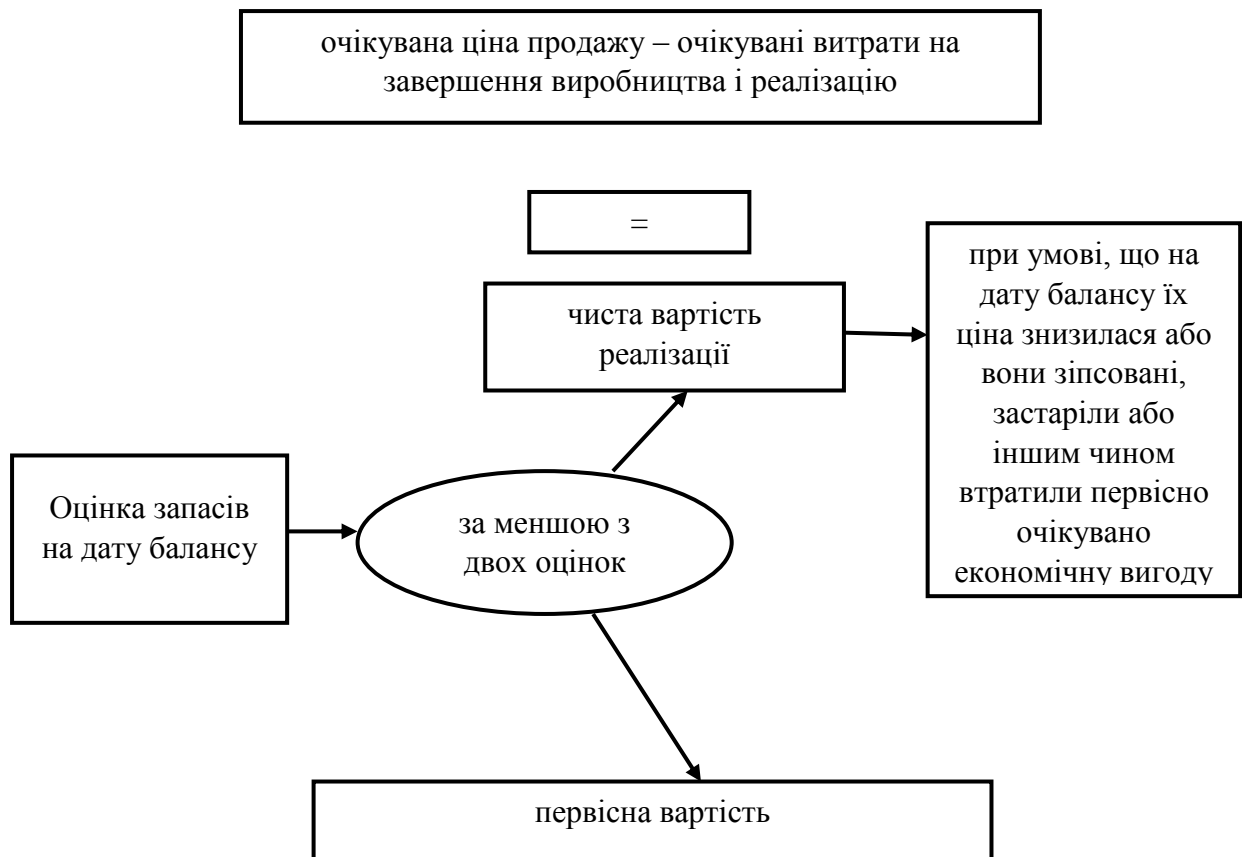 очікувана ціна продажу – очікувані витрати на
завершення виробництва і реалізацію
=
чиста вартість
реалізації
при умові, що на
дату балансу їх
ціна знизилася або
вони зіпсовані,
застаріли або
іншим чином
втратили первісно
очікувано
економічну вигоду
Оцінка запасів
на дату балансу
за меншою з
двох оцінок
первісна вартість